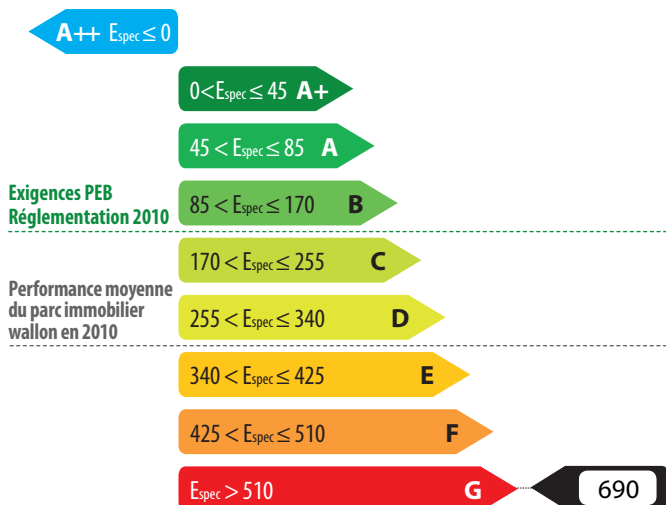 A++ Espec ≤ 0
0<Espec ≤ 45 A+
45 < Espec ≤ 85 A
Exigences PEB
Réglementation 2010
85 < Espec ≤ 170 B
170 < Espec ≤ 255 C
Performance moyenne
du parc immobilier
wallon en 2010
255 < Espec ≤ 340 D
340 < Espec ≤ 425 E
425 < Espec ≤ 510 F
Espec > 510 G 690